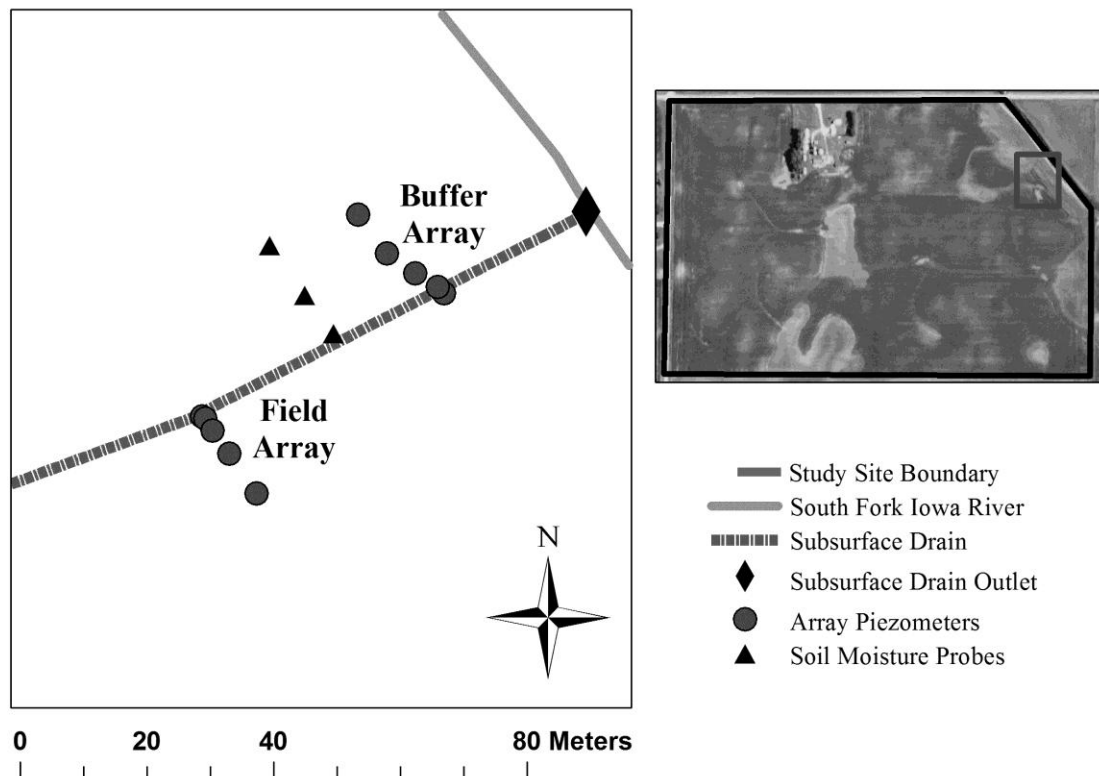 Buffer
Array
Field
Array
N
0 20 40 80 Meters
Study Site Boundary
South Fork Iowa River
Subsurface Drain
Subsurface Drain Outlet
Array Piezometers
Soil Moisture Probes